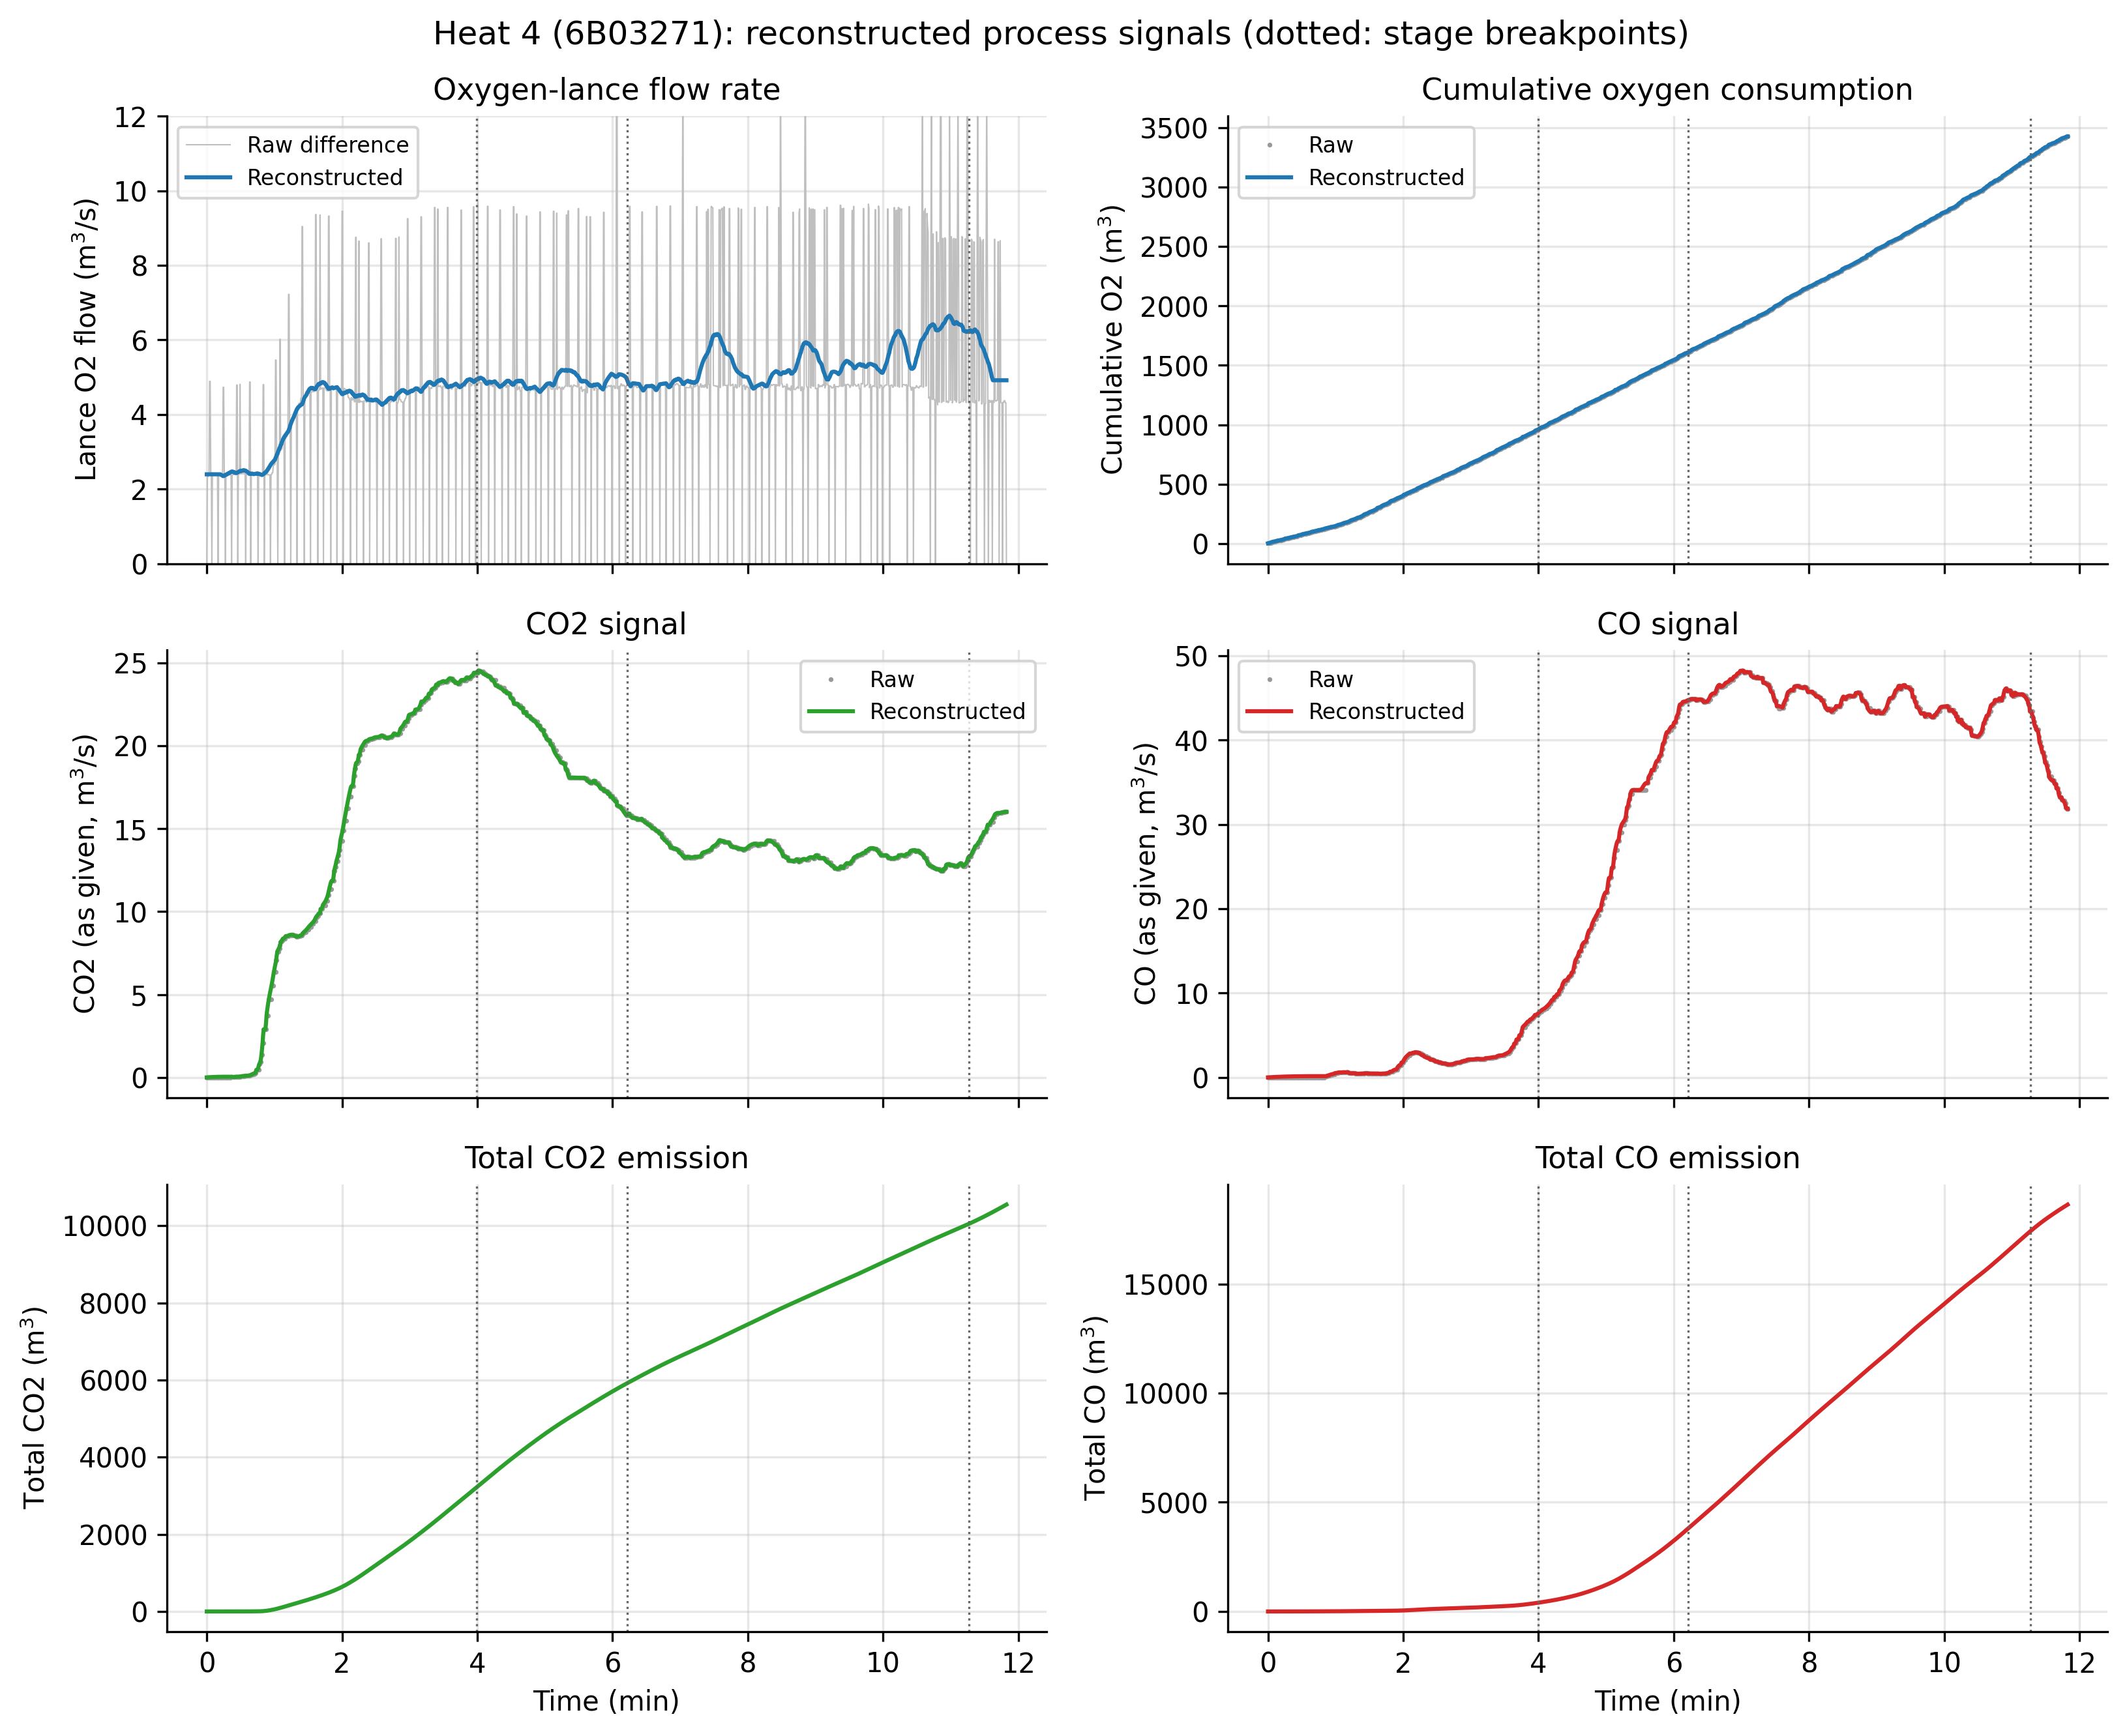 Heat 4 (6B03271): reconstructed process signals (dotted: stage breakpoints)
Oxygen-lance flow rate
Lance O2 flow (m³/s)
12
10
8
6
4
2
0
Raw difference
Reconstructed
Cumulative oxygen consumption
Cumulative O2 (m³)
3500
3000
2500
2000
1500
1000
500
0
Raw
Reconstructed
CO2 signal
CO2 (as given, m³/s)
25
20
15
10
5
0
Raw
Reconstructed
CO signal
CO (as given, m³/s)
50
40
30
20
10
0
Raw
Reconstructed
Total CO2 emission
Total CO2 (m³)
10000
8000
6000
4000
2000
0
0 2 4 6 8 10 12
Time (min)
Total CO emission
Total CO (m³)
15000
10000
5000
0
0 2 4 6 8 10 12
Time (min)